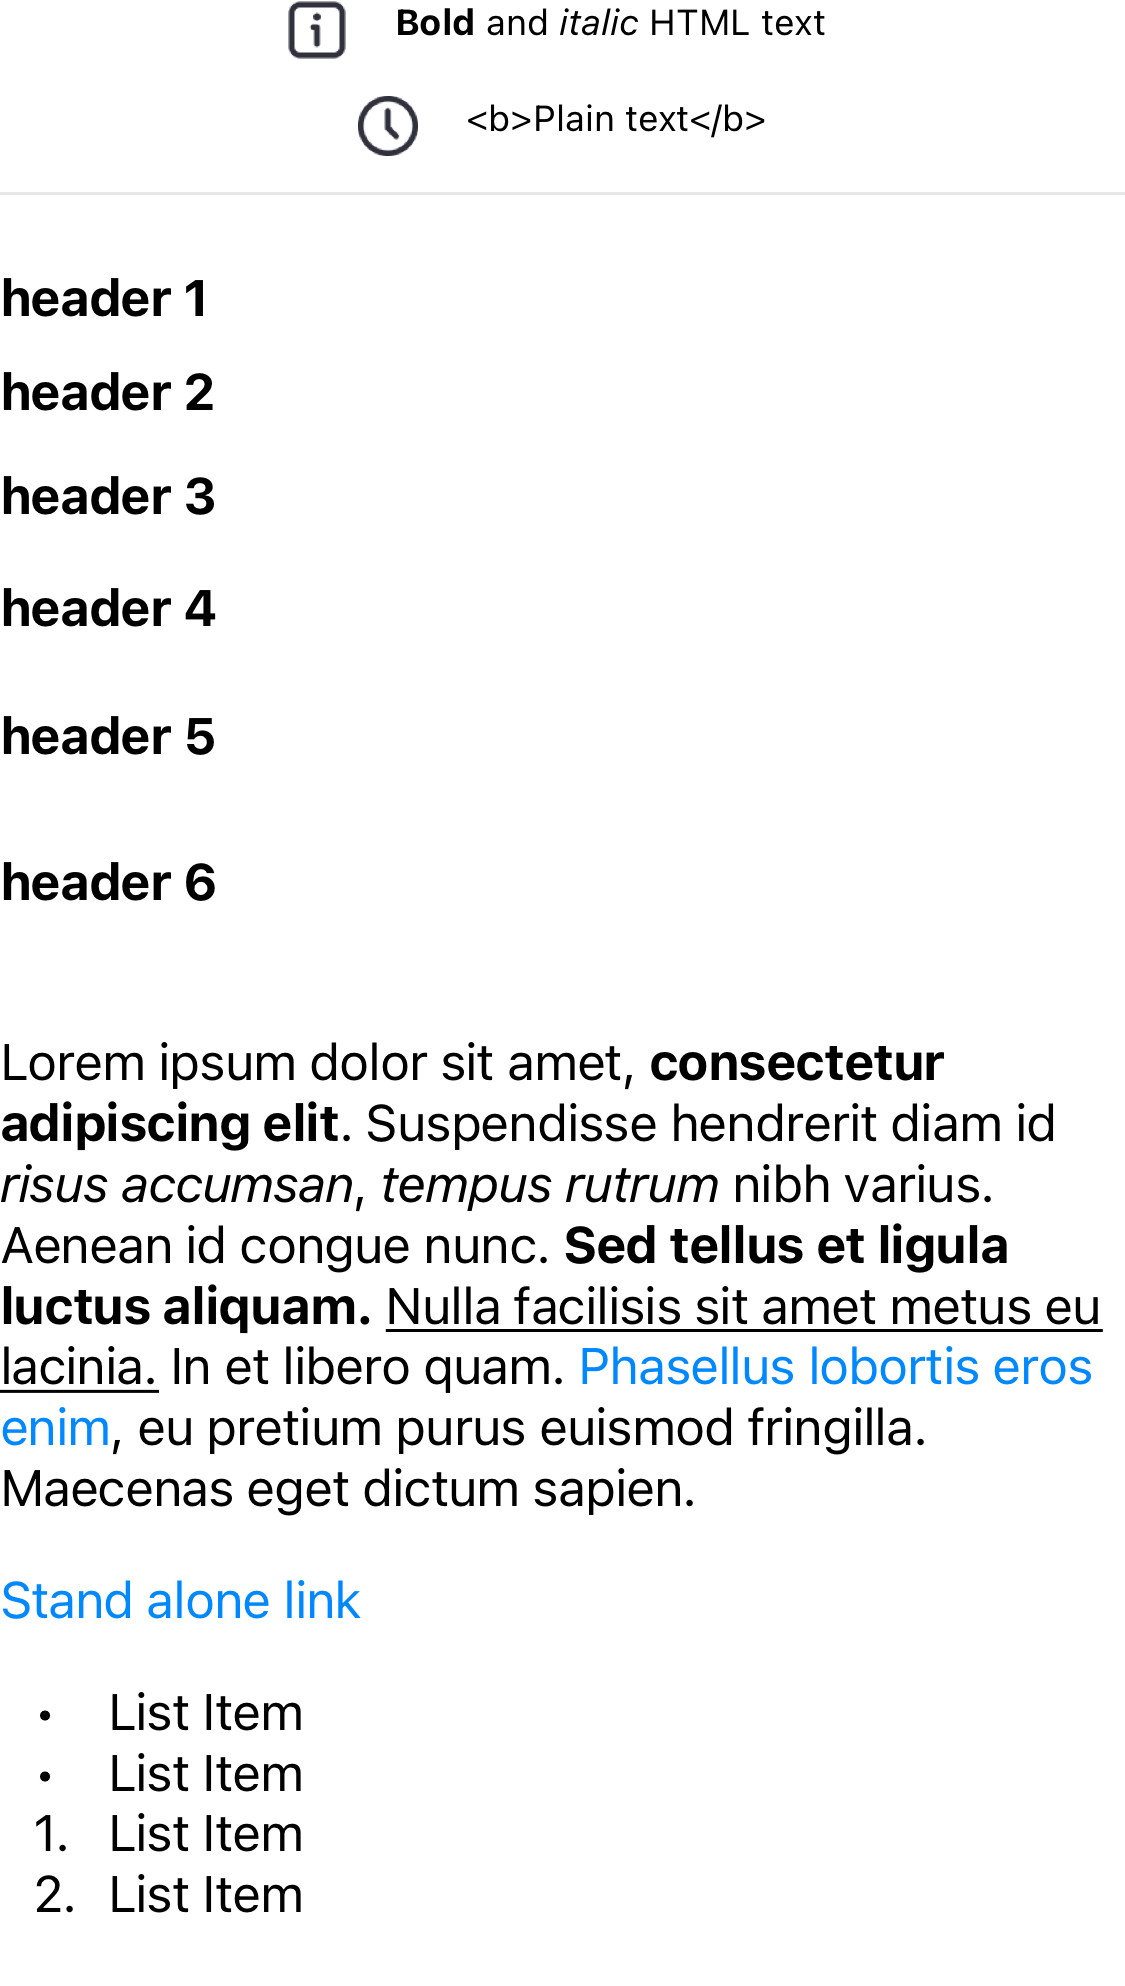 Bold and italic HTML text
<b>Plain text</b>
header 1
header 2
header 3
header 4
header 5
header 6
Lorem ipsum dolor sit amet, consectetur
adipiscing elit. Suspendisse hendrerit diam id
risus accumsan, tempus rutrum nibh varius.
Aenean id congue nunc. Sed tellus et ligula
luctus aliquam. Nulla facilisis sit amet metus eu
lacinia. In et libero quam. Phasellus lobortis eros
enim, eu pretium purus euismod fringilla.
Maecenas eget dictum sapien.
Stand alone link
• List Item
• List Item
1. List Item
2. List Item